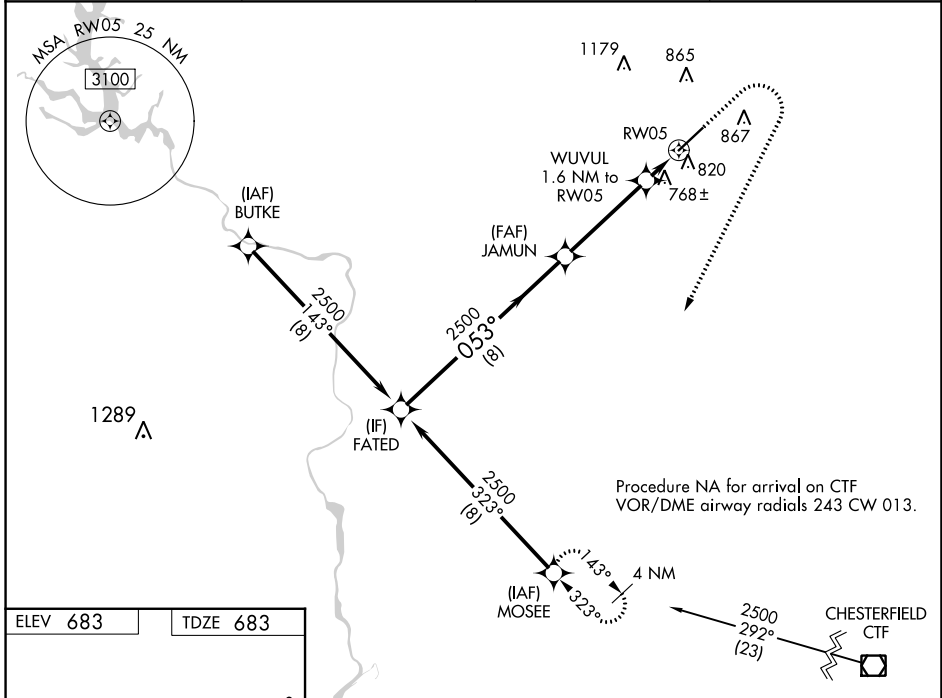 MSA RW05 25 NM
3100
1179
865
867
RW05
820
768±
WUVUL
1.6 NM to
RW05
(IAF)
BUTKE
(FAF)
JAMUN
2500
143°
(8)
2500
053°
(8)
1289
(IF)
FATED
2500
323°
(8)
Procedure NA for arrival on CTF
VOR/DME airway radials 243 CW 013.
143°
323°
4 NM
(IAF)
MOSEE
2500
292°
(23)
CHESTERFIELD
CTF
ELEV 683
TDZE 683